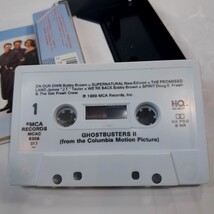 ON OUR OWN Bobby Brown • SUPERNATURAL New Edition • THE PROMISED
LAND James "J.T." Taylor • WE'RE BACK Bobby Brown • SPIRIT Doug E. Fresh
& The Get Fresh Crew
1
℗ 1989 MCA Records, Inc.
HQ
MCA
RECORDS
MCAC
6306
GHOSTBUSTERS II
(from the Columbia Motion Picture)